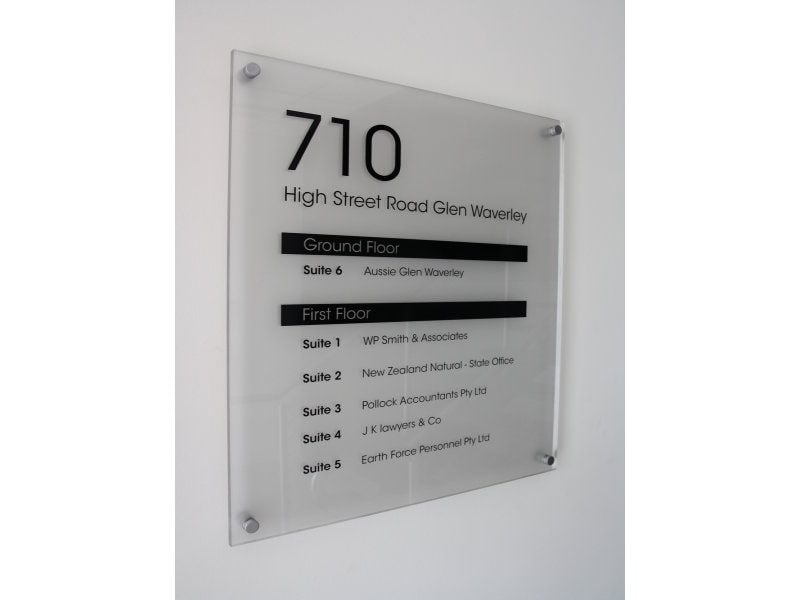 710
High Street Road Glen Waverley
Ground Floor
Suite 6 Aussie Glen Waverley
First Floor
Suite 1 WP Smith & Associates
Suite 2 New Zealand Natural - State Office
Suite 3 Pollock Accountants Pty Ltd
Suite 4 J K lawyers & Co
Suite 5 Earth Force Personnel Pty Ltd